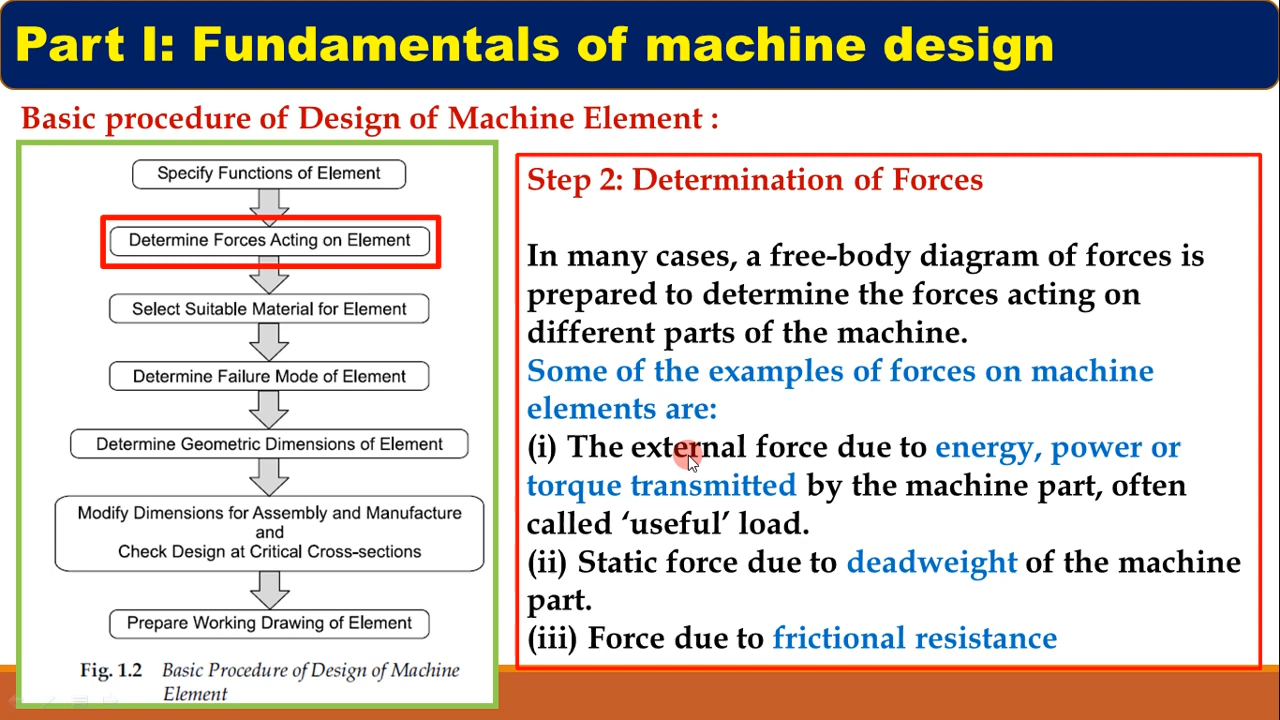 Part I: Fundamentals of machine design
Basic procedure of Design of Machine Element :
Specify Functions of Element
Determine Forces Acting on Element
Select Suitable Material for Element
Determine Failure Mode of Element
Determine Geometric Dimensions of Element
Modify Dimensions for Assembly and Manufacture
and
Check Design at Critical Cross-sections
Prepare Working Drawing of Element
Fig. 1.2 Basic Procedure of Design of Machine
Element
Step 2: Determination of Forces
In many cases, a free-body diagram of forces is
prepared to determine the forces acting on
different parts of the machine.
Some of the examples of forces on machine
elements are:
(i) The external force due to energy, power or
torque transmitted by the machine part, often
called ‘useful’ load.
(ii) Static force due to deadweight of the machine
part.
(iii) Force due to frictional resistance